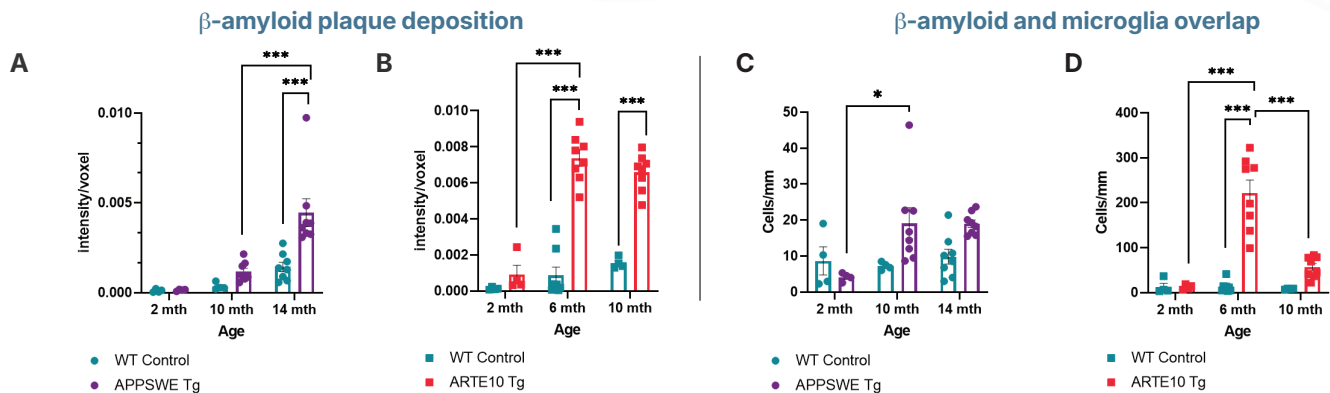 β-amyloid plaque deposition
β-amyloid and microglia overlap
A
***
***
0.010
0.005
0.000
intensity/voxel
2 mth 10 mth 14 mth
Age
WT Control
APPSWE Tg
B
***
***
***
0.010
0.008
0.006
0.004
0.002
0.000
intensity/voxel
2 mth 6 mth 10 mth
Age
WT Control
ARTE10 Tg
C
*
50
40
30
20
10
0
Cells/mm
2 mth 10 mth 14 mth
Age
WT Control
APPSWE Tg
D
***
***
***
400
300
200
100
0
Cells/mm
2 mth 6 mth 10 mth
Age
WT Control
ARTE10 Tg